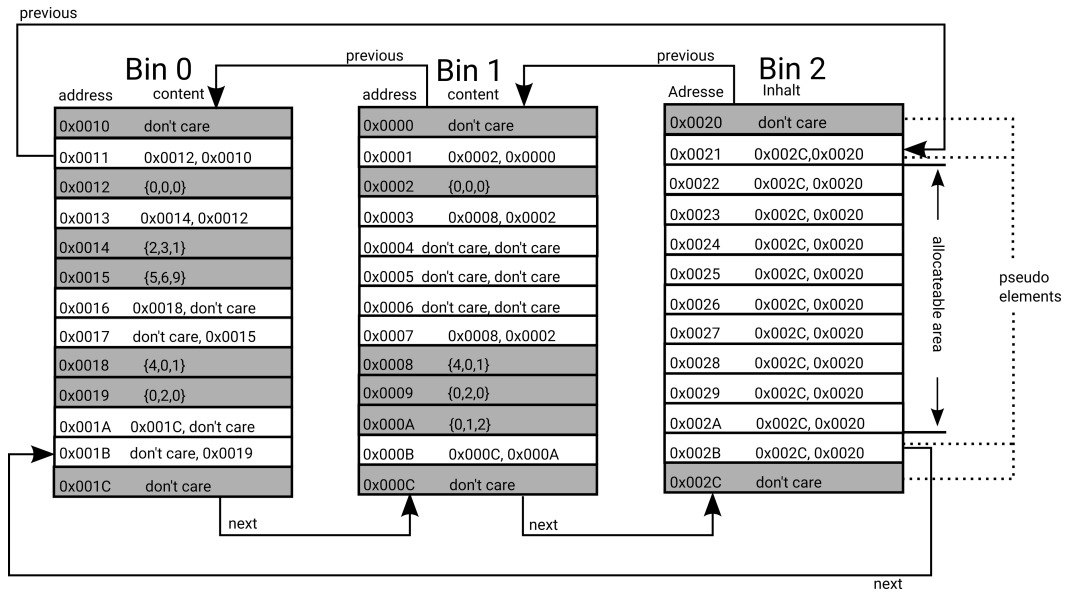 previous
Bin 0
previous
Bin 1
previous
Bin 2
address content
address content
Adresse Inhalt
0x0010 don't care
0x0011 0x0012, 0x0010
0x0012 {0,0,0}
0x0013 0x0014, 0x0012
0x0014 {2,3,1}
0x0015 {5,6,9}
0x0016 0x0018, don't care
0x0017 don't care, 0x0015
0x0018 {4,0,1}
0x0019 {0,2,0}
0x001A 0x001C, don't care
0x001B don't care, 0x0019
0x001C don't care
next
0x0000 don't care
0x0001 0x0002, 0x0000
0x0002 {0,0,0}
0x0003 0x0008, 0x0002
0x0004 don't care, don't care
0x0005 don't care, don't care
0x0006 don't care, don't care
0x0007 0x0008, 0x0002
0x0008 {4,0,1}
0x0009 {0,2,0}
0x000A {0,1,2}
0x000B 0x000C, 0x000A
0x000C don't care
next
0x0020 don't care
0x0021 0x002C,0x0020
0x0022 0x002C, 0x0020
0x0023 0x002C, 0x0020
0x0024 0x002C, 0x0020
0x0025 0x002C, 0x0020
0x0026 0x002C, 0x0020
0x0027 0x002C, 0x0020
0x0028 0x002C, 0x0020
0x0029 0x002C, 0x0020
0x002A 0x002C, 0x0020
0x002B 0x002C, 0x0020
0x002C don't care
allocateable area
pseudo
elements
next